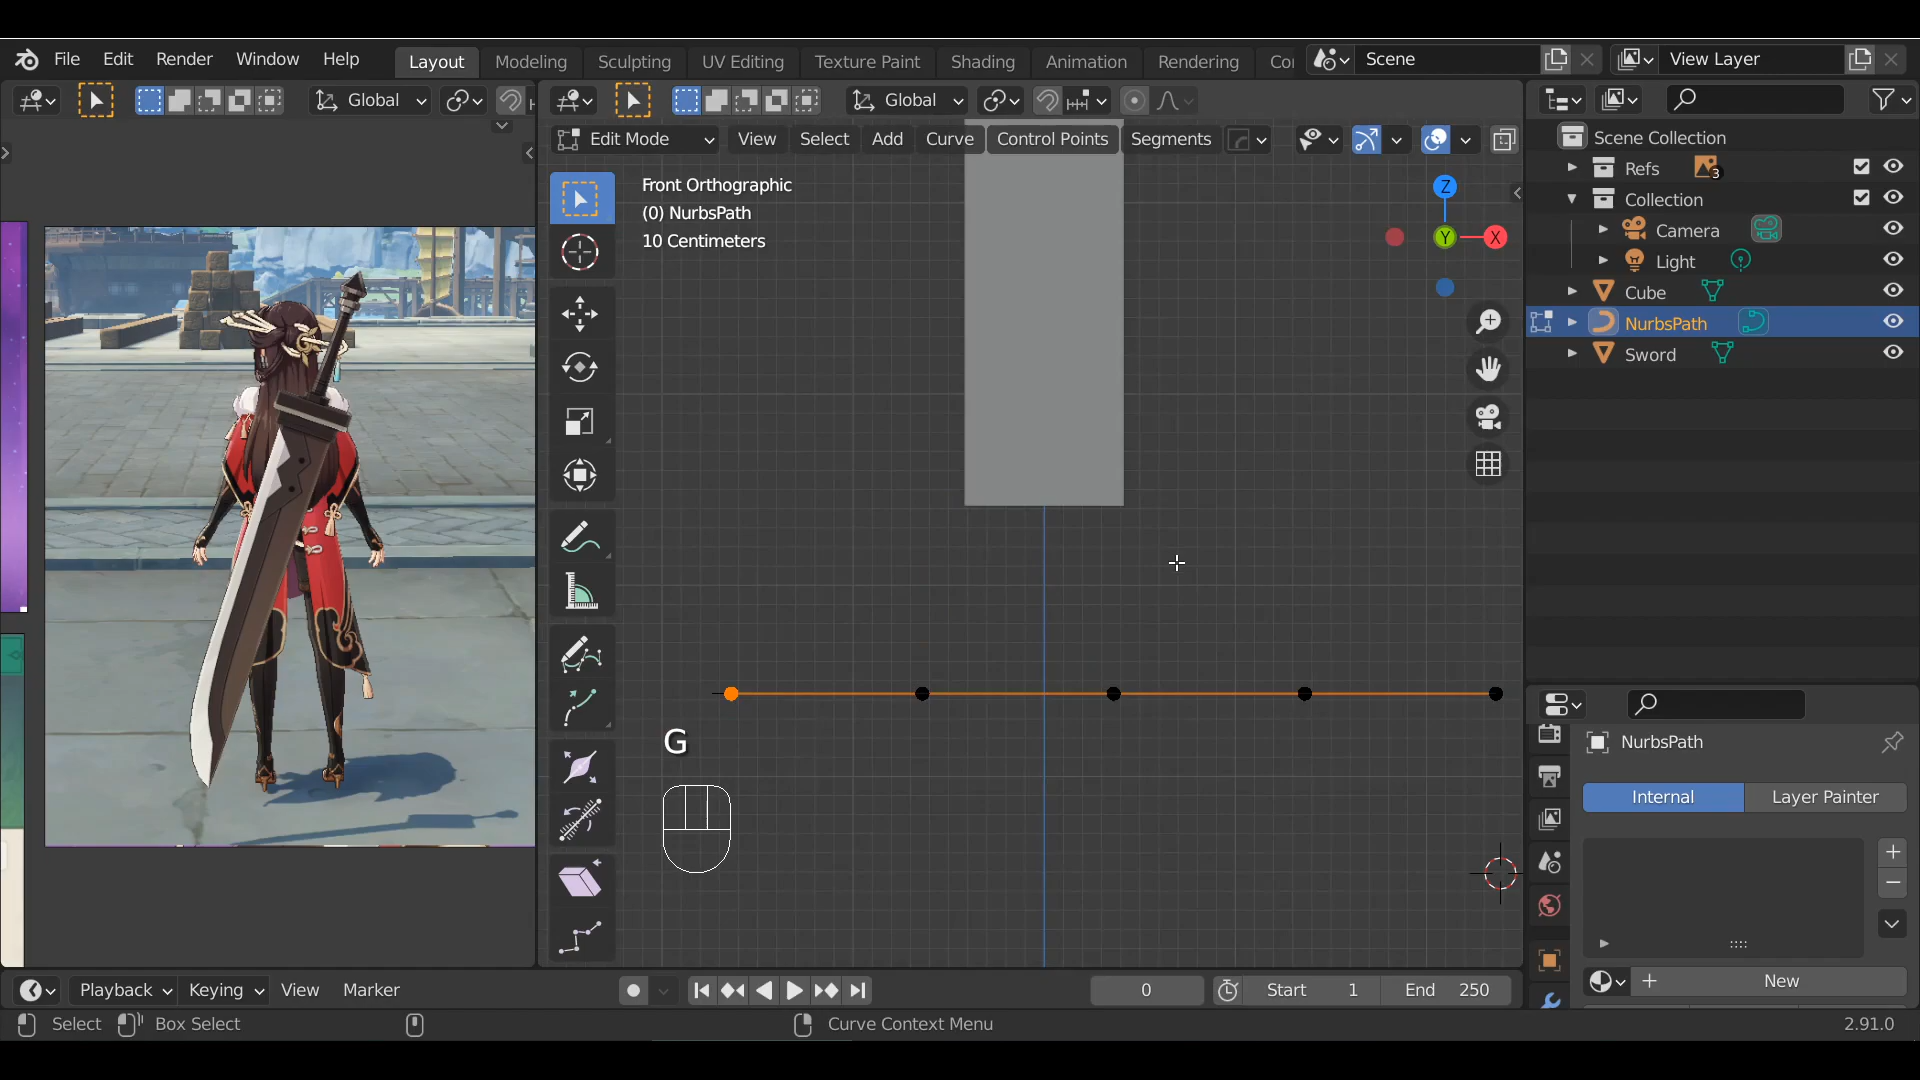 File Edit Render Window Help Layout Modeling Sculpting UV Editing Texture Paint Shading Animation Rendering Co Scene View Layer
Global Global
Edit Mode View Select Add Curve Control Points Segments
Scene Collection
Refs 3
Collection
Camera
Light
Cube
NurbsPath
Sword
Front Orthographic
(0) NurbsPath
10 Centimeters
Z
Y
X
G
NurbsPath
Internal Layer Painter
New
Playback Keying View Marker 0 Start 1 End 250
Select Box Select Curve Context Menu 2.91.0